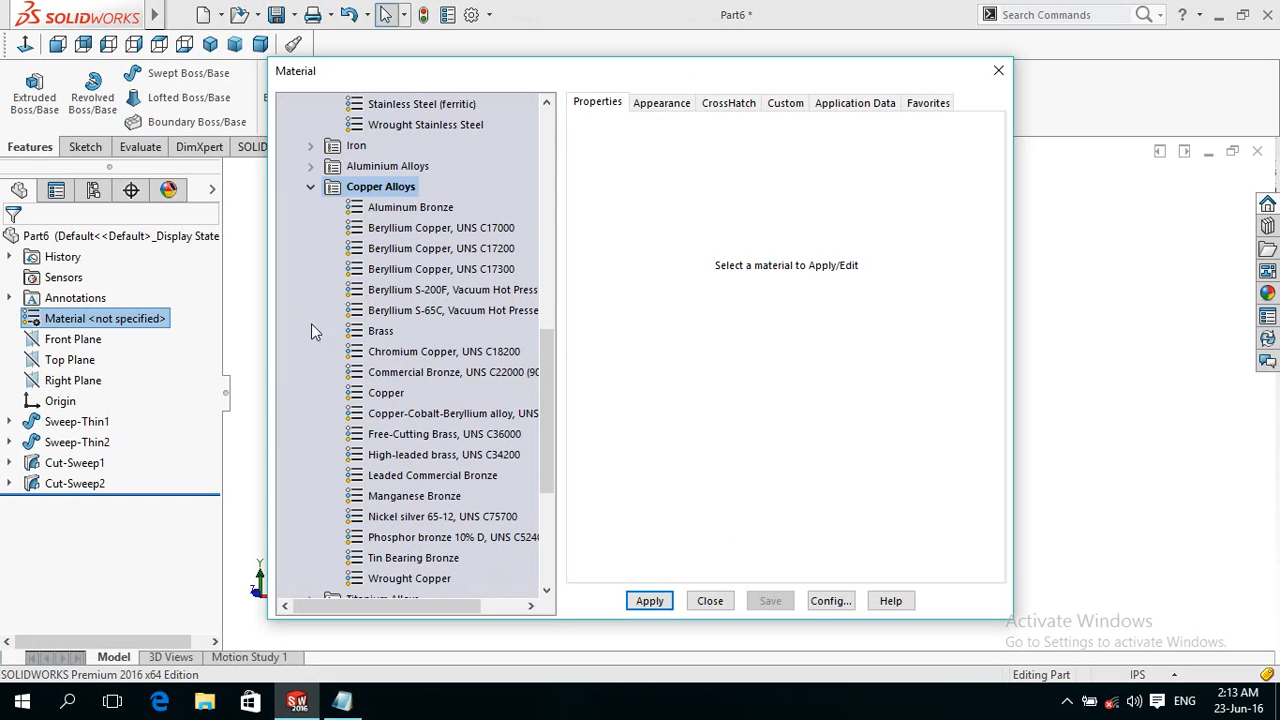 SOLIDWORKS
Part6 *
Search Commands
Extruded
Boss/Base
Revolved
Boss/Base
Swept Boss/Base
Lofted Boss/Base
Boundary Boss/Base
Features
Sketch
Evaluate
DimXpert
SOLID
Part6 (Default<<Default>_Display State
History
Sensors
Annotations
Material <not specified>
Front Plane
Top Plane
Right Plane
Origin
Sweep-Thin1
Sweep-Thin2
Cut-Sweep1
Cut-Sweep2
Material
Stainless Steel (ferritic)
Wrought Stainless Steel
Iron
Aluminium Alloys
Copper Alloys
Aluminum Bronze
Beryllium Copper, UNS C17000
Beryllium Copper, UNS C17200
Beryllium Copper, UNS C17300
Beryllium S-200F, Vacuum Hot Press
Beryllium S-65C, Vacuum Hot Presse
Brass
Chromium Copper, UNS C18200
Commercial Bronze, UNS C22000 (90
Copper
Copper-Cobalt-Beryllium alloy, UNS
Free-Cutting Brass, UNS C36000
High-leaded brass, UNS C34200
Leaded Commercial Bronze
Manganese Bronze
Nickel silver 65-12, UNS C75700
Phosphor bronze 10% D, UNS C5240
Tin Bearing Bronze
Wrought Copper
Titanium Alloys
Properties
Appearance
CrossHatch
Custom
Application Data
Favorites
Select a material to Apply/Edit
Apply
Close
Save
Config...
Help
Y
Z
Activate Windows
Go to Settings to activate Windows.
Model
3D Views
Motion Study 1
SOLIDWORKS Premium 2016 x64 Edition
Editing Part
IPS
SW
2016
ENG
2:13 AM
23-Jun-16